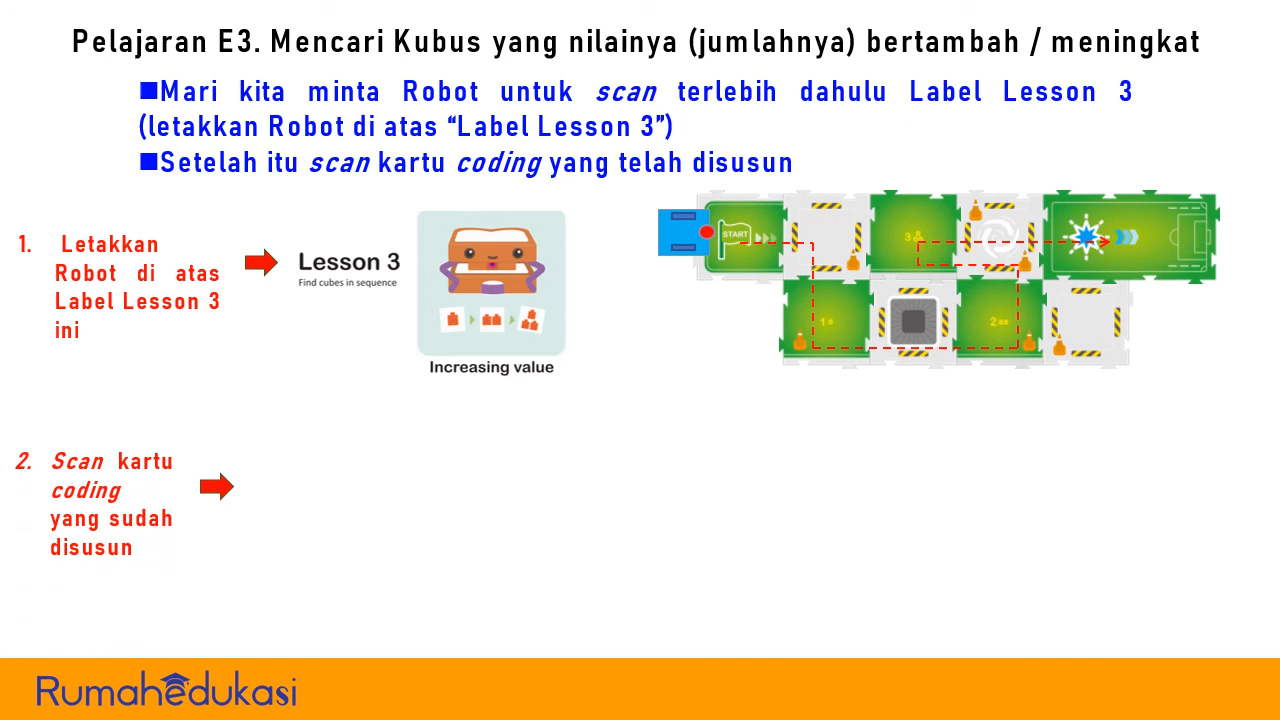 Pelajaran E3. Mencari Kubus yang nilainya (jumlahnya) bertambah / meningkat
Mari kita minta Robot untuk scan terlebih dahulu Label Lesson 3
(letakkan Robot di atas “Label Lesson 3”)
Setelah itu scan kartu coding yang telah disusun
1. Letakkan
Robot di atas
Label Lesson 3
ini
Lesson 3
Find cubes in sequence
Increasing value
START
3
1
2
2. Scan kartu
coding
yang sudah
disusun
Rumahedukasi